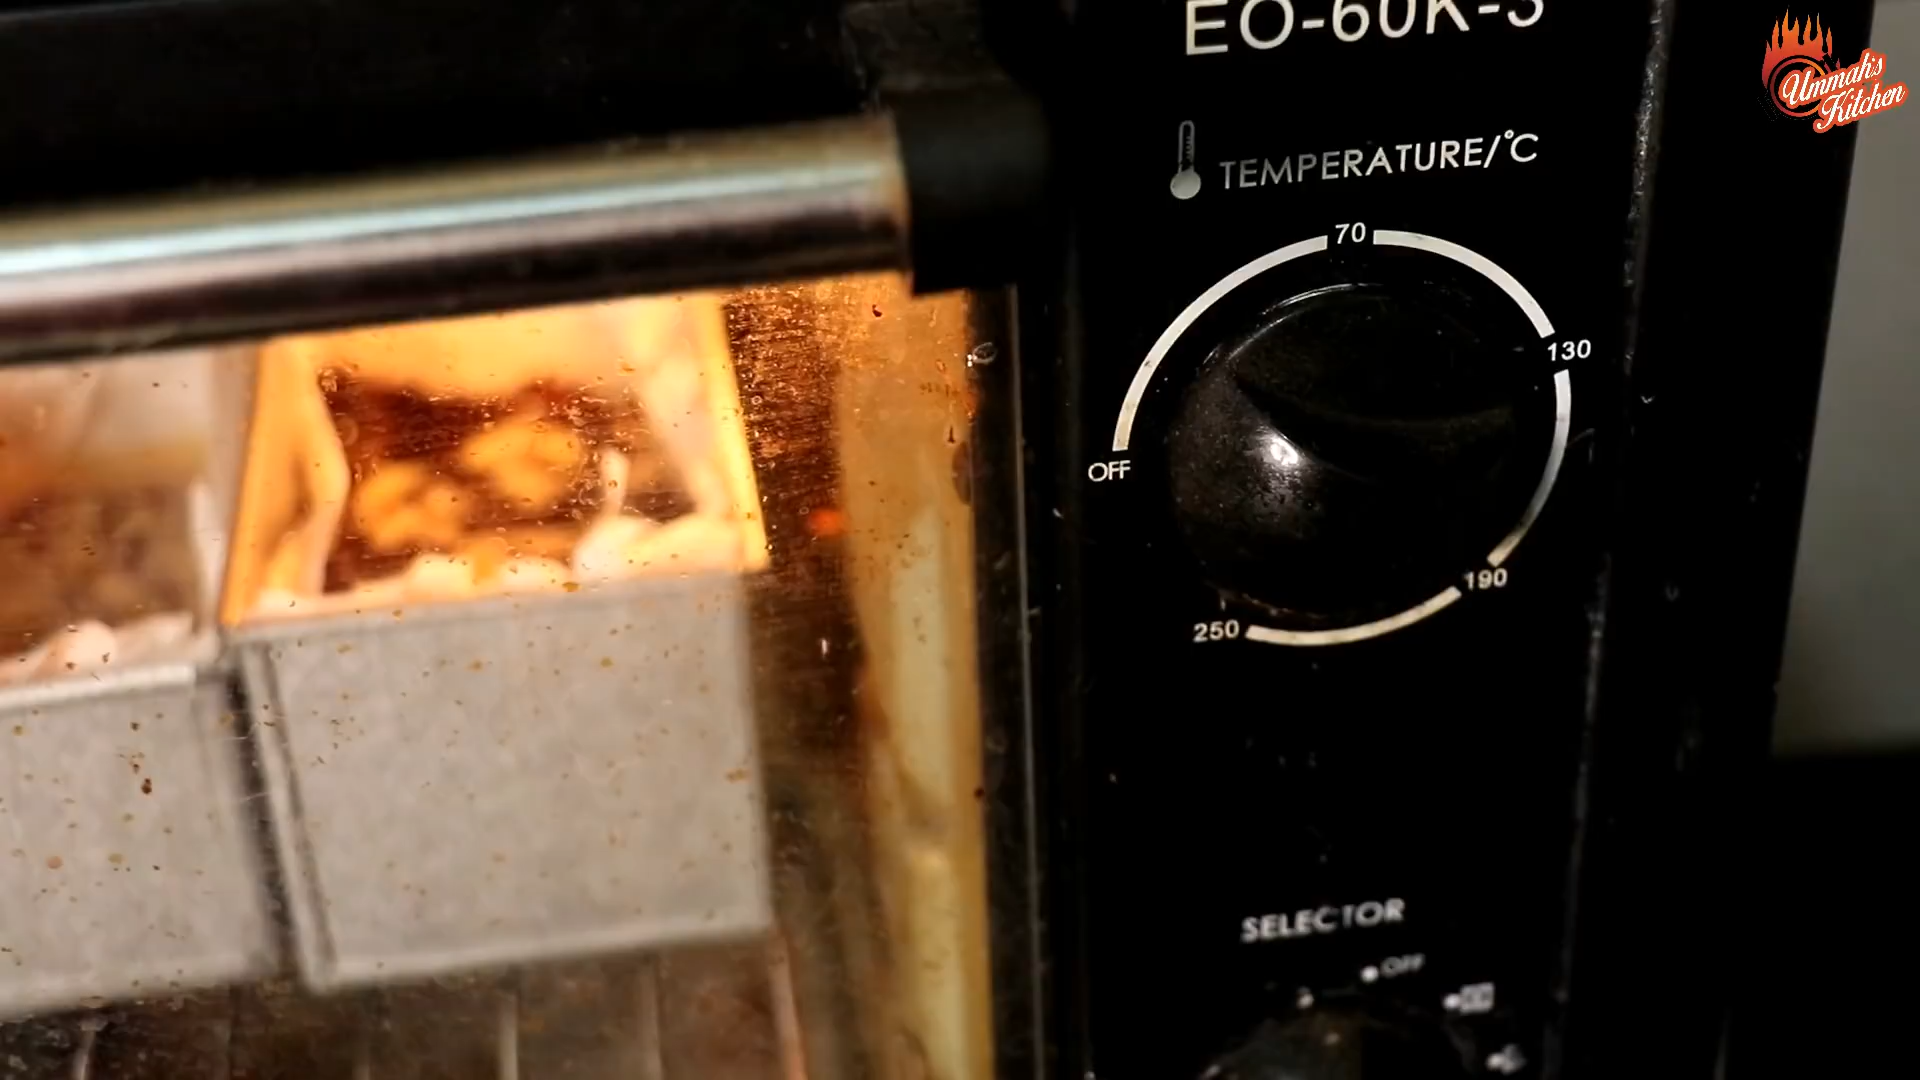 EO-60K-3
Ummah's
Kitchen
TEMPERATURE/°C
70
130
OFF
190
250
SELECTOR
OFF